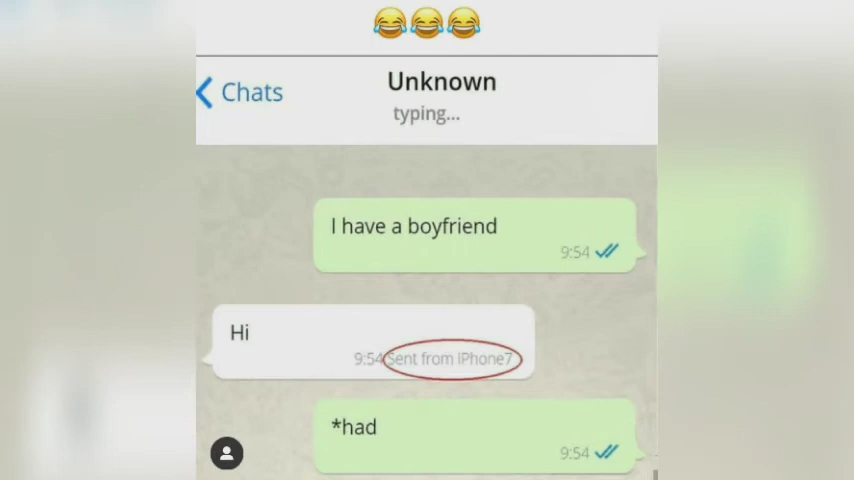 😂😂😂
Chats
Unknown
typing...
I have a boyfriend
9:54
Hi
9:54 Sent from iPhone7
*had
9:54